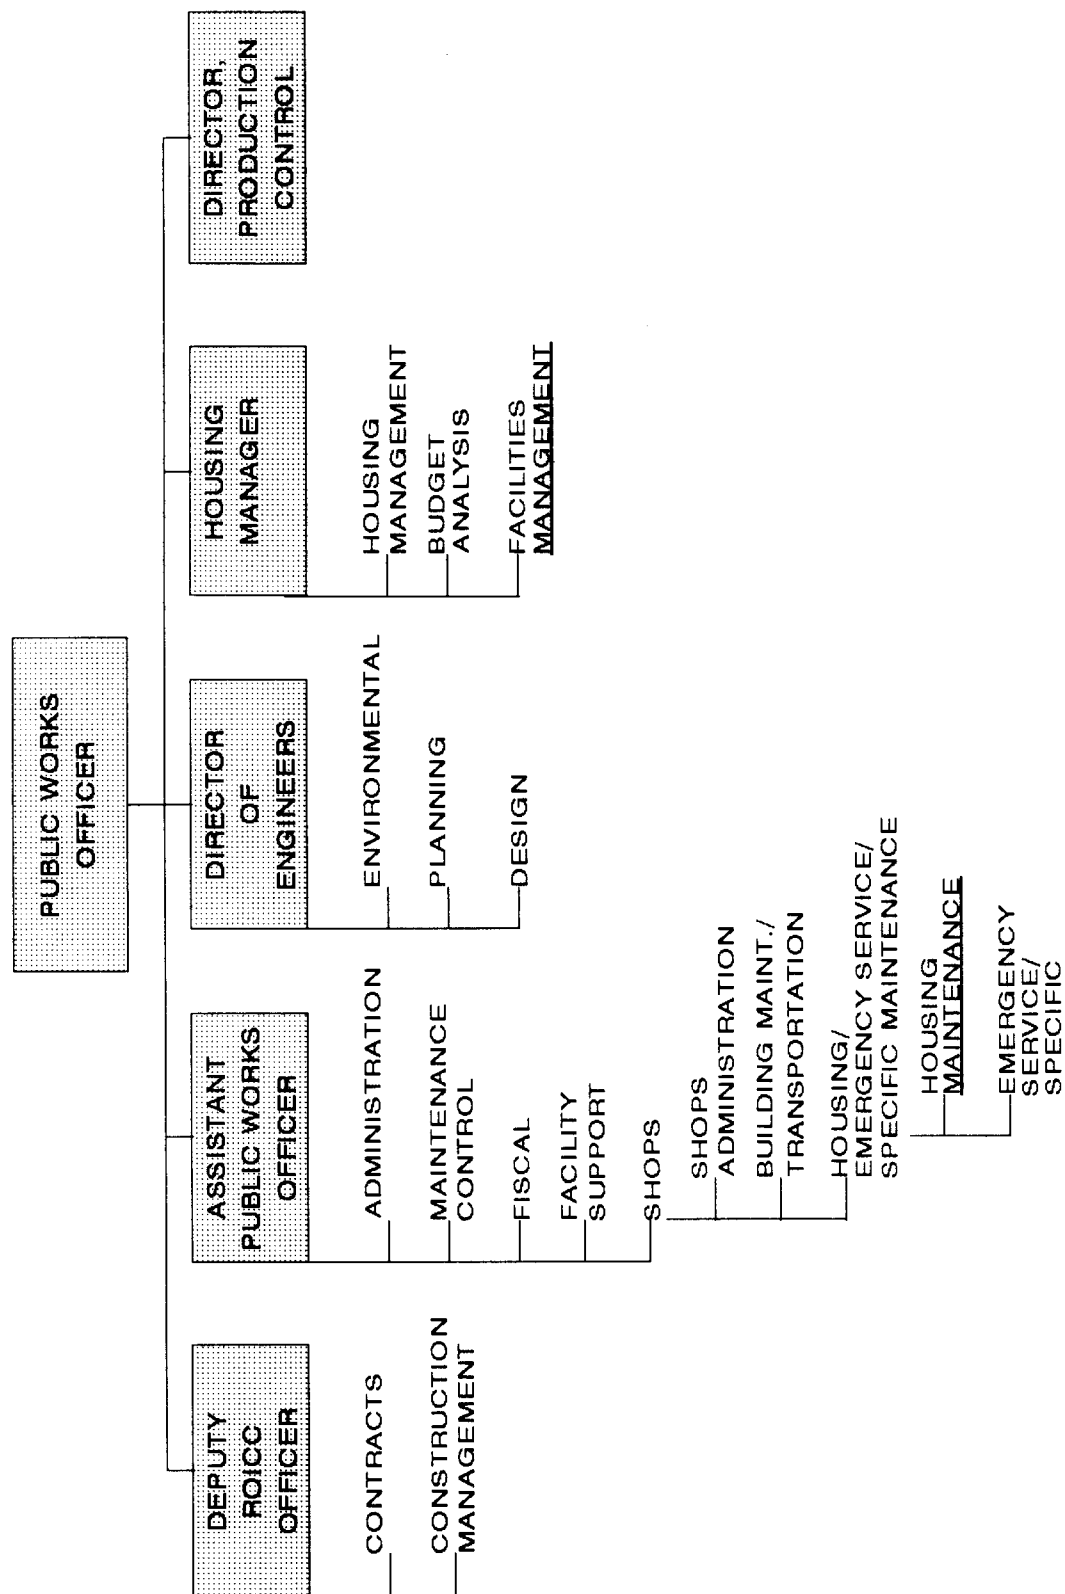 PUBLIC WORKS
OFFICER
DEPUTY
ROICC
OFFICER
CONTRACTS
CONSTRUCTION
MANAGEMENT
ASSISTANT
PUBLIC WORKS
OFFICER
ADMINISTRATION
MAINTENANCE
CONTROL
FISCAL
FACILITY
SUPPORT
SHOPS
SHOPS
ADMINISTRATION
BUILDING MAINT./
TRANSPORTATION
HOUSING/
EMERGENCY SERVICE/
SPECIFIC MAINTENANCE
HOUSING
MAINTENANCE
EMERGENCY
SERVICE/
SPECIFIC
DIRECTOR
OF
ENGINEERS
ENVIRONMENTAL
PLANNING
DESIGN
HOUSING
MANAGER
HOUSING
MANAGEMENT
BUDGET
ANALYSIS
FACILITIES
MANAGEMENT
DIRECTOR,
PRODUCTION
CONTROL